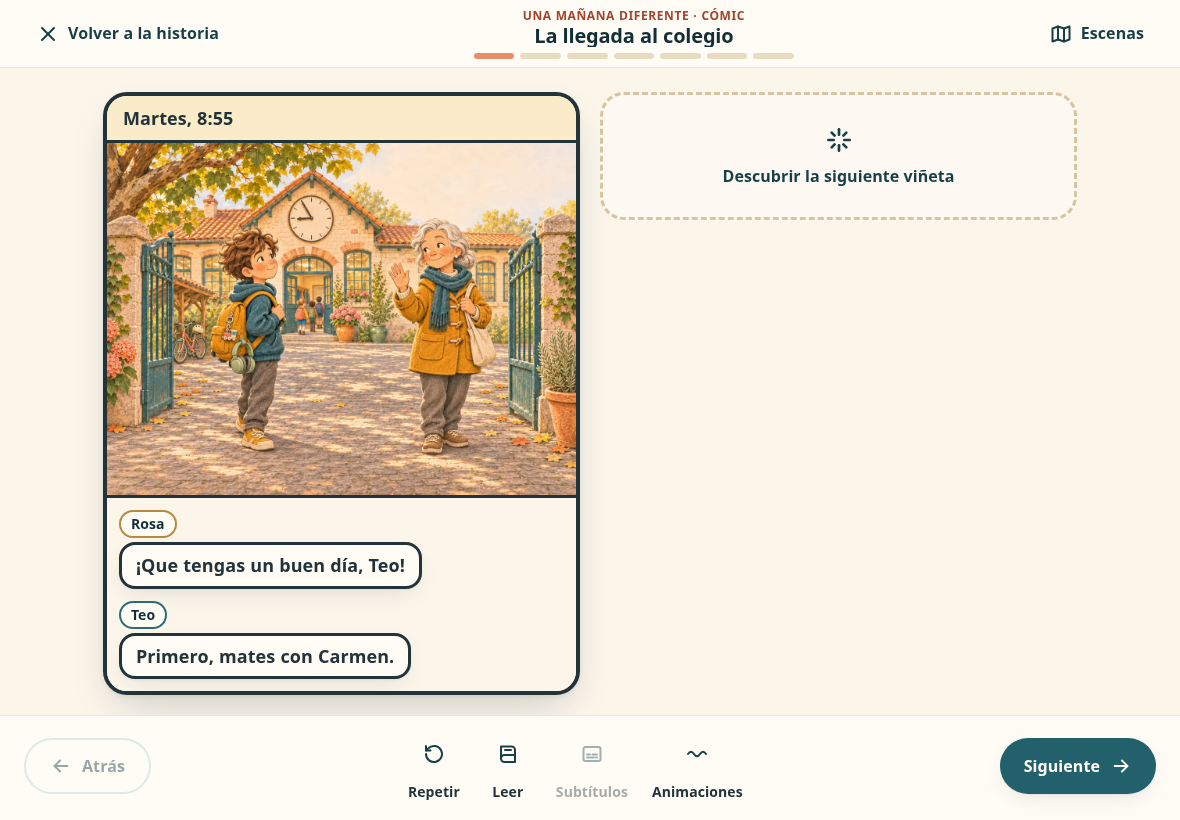 Volver a la historia
UNA MAÑANA DIFERENTE · CÓMIC
La llegada al colegio
Escenas
Martes, 8:55
Rosa
¡Que tengas un buen día, Teo!
Teo
Primero, mates con Carmen.
Descubrir la siguiente viñeta
Atrás
Repetir
Leer
Subtítulos
Animaciones
Siguiente